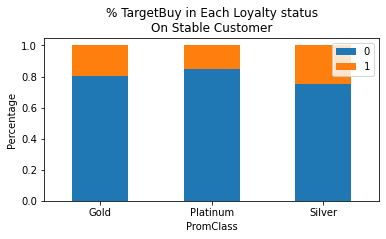 % TargetBuy in Each Loyalty status
On Stable Customer
1.0
0.8
0.6
0.4
0.2
0.0
Percentage
0
1
Gold
Platinum
Silver
PromClass